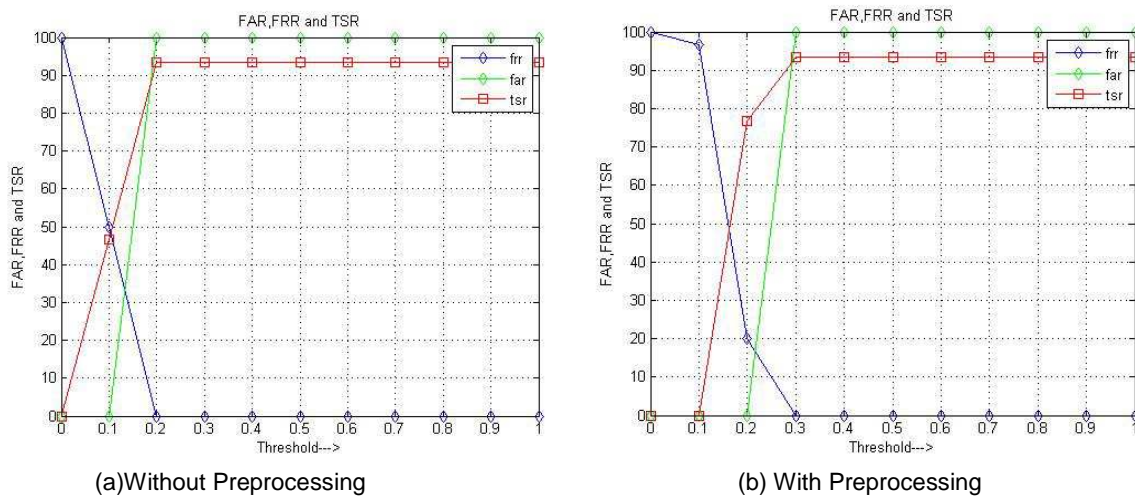 FAR,FRR and TSR
100
90
80
70
60
50
40
30
20
10
0
FAR,FRR and TSR
frr
far
tsr
0 0.1 0.2 0.3 0.4 0.5 0.6 0.7 0.8 0.9 1
Threshold--->
(a)Without Preprocessing
FAR,FRR and TSR
100
90
80
70
60
50
40
30
20
10
0
FAR,FRR and TSR
frr
far
tsr
0 0.1 0.2 0.3 0.4 0.5 0.6 0.7 0.8 0.9 1
Threshold--->
(b) With Preprocessing